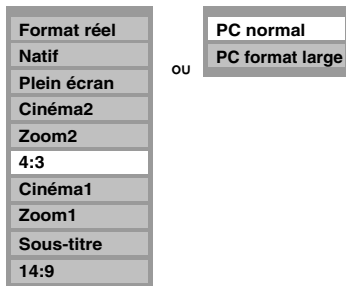 Format réel
Natif
Plein écran
Cinéma2
Zoom2
4:3
Cinéma1
Zoom1
Sous-titre
14:9
ou
PC normal
PC format large